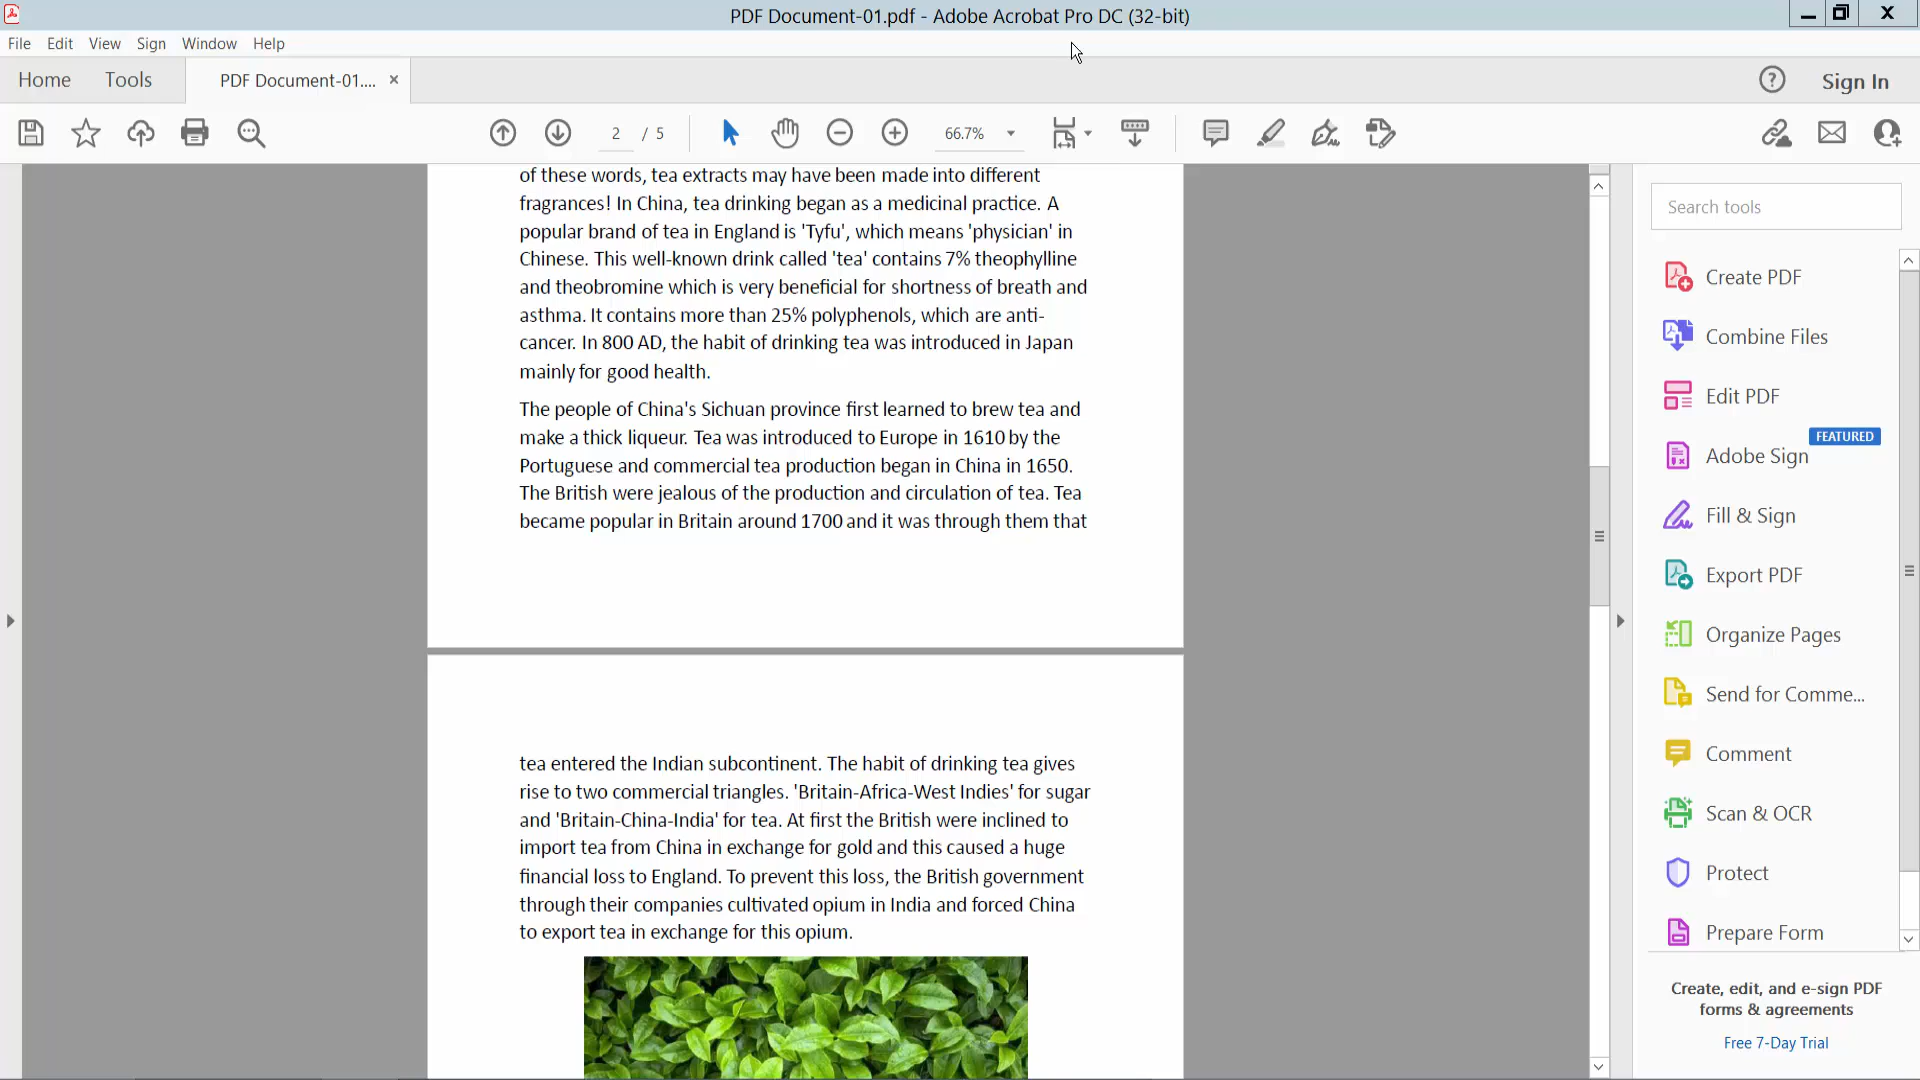 PDF Document-01.pdf - Adobe Acrobat Pro DC (32-bit)
File Edit View Sign Window Help
Home Tools PDF Document-01.... × Sign In
2 / 5 66.7%
of these words, tea extracts may have been made into different
fragrances! In China, tea drinking began as a medicinal practice. A
popular brand of tea in England is 'Tyfu', which means 'physician' in
Chinese. This well-known drink called 'tea' contains 7% theophylline
and theobromine which is very beneficial for shortness of breath and
asthma. It contains more than 25% polyphenols, which are anti-
cancer. In 800 AD, the habit of drinking tea was introduced in Japan
mainly for good health.
The people of China's Sichuan province first learned to brew tea and
make a thick liqueur. Tea was introduced to Europe in 1610 by the
Portuguese and commercial tea production began in China in 1650.
The British were jealous of the production and circulation of tea. Tea
became popular in Britain around 1700 and it was through them that
tea entered the Indian subcontinent. The habit of drinking tea gives
rise to two commercial triangles. 'Britain-Africa-West Indies' for sugar
and 'Britain-China-India' for tea. At first the British were inclined to
import tea from China in exchange for gold and this caused a huge
financial loss to England. To prevent this loss, the British government
through their companies cultivated opium in India and forced China
to export tea in exchange for this opium.
Search tools
Create PDF
Combine Files
Edit PDF
FEATURED
Adobe Sign
Fill & Sign
Export PDF
Organize Pages
Send for Comme...
Comment
Scan & OCR
Protect
Prepare Form
Create, edit, and e-sign PDF
forms & agreements
Free 7-Day Trial